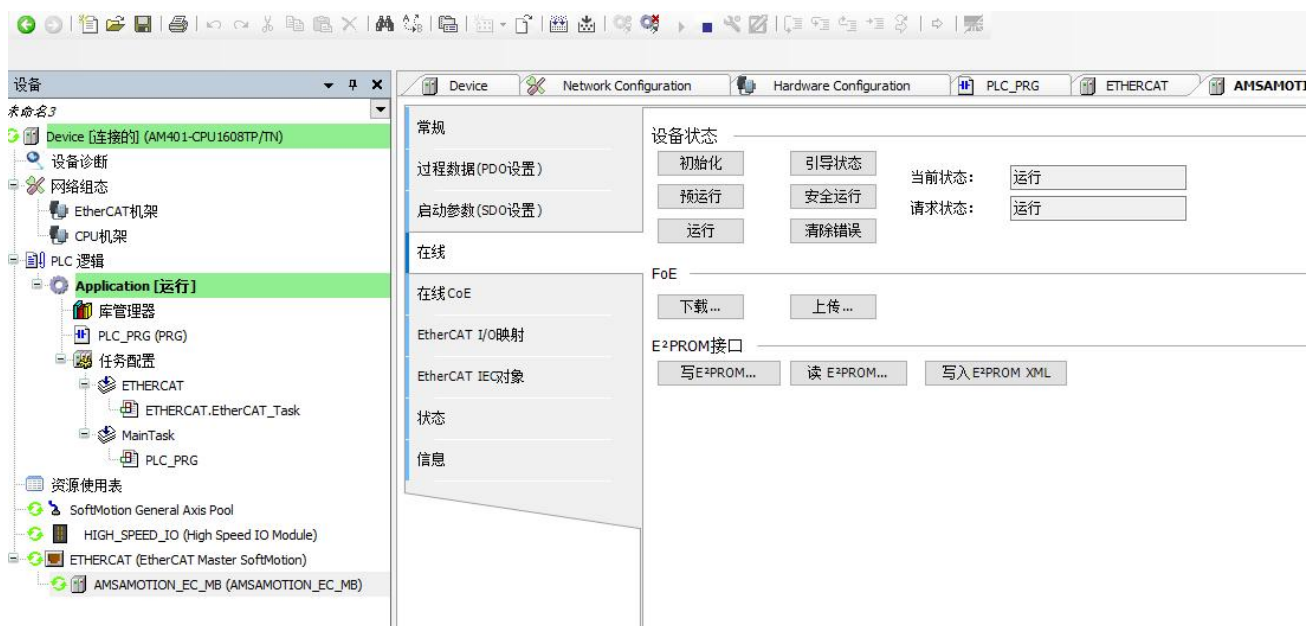 设备
未命名3
Device [连接的] (AM401-CPU1608TP/TN)
设备诊断
网络组态
EtherCAT机架
CPU机架
PLC 逻辑
Application [运行]
库管理器
PLC_PRG (PRG)
任务配置
ETHERCAT
ETHERCAT.EtherCAT_Task
MainTask
PLC_PRG
资源使用表
SoftMotion General Axis Pool
HIGH_SPEED_IO (High Speed IO Module)
ETHERCAT (EtherCAT Master SoftMotion)
AMSAMOTION_EC_MB (AMSAMOTION_EC_MB)
Device Network Configuration Hardware Configuration PLC_PRG ETHERCAT AMSAMOTI
常规
过程数据(PDO设置)
启动参数(SDO设置)
在线
在线CoE
EtherCAT I/O映射
EtherCAT IEC对象
状态
信息
设备状态
初始化 引导状态
预运行 安全运行
运行 清除错误
当前状态: 运行
请求状态: 运行
FoE
下载... 上传...
E²PROM接口
写E²PROM... 读 E²PROM... 写入E²PROM XML